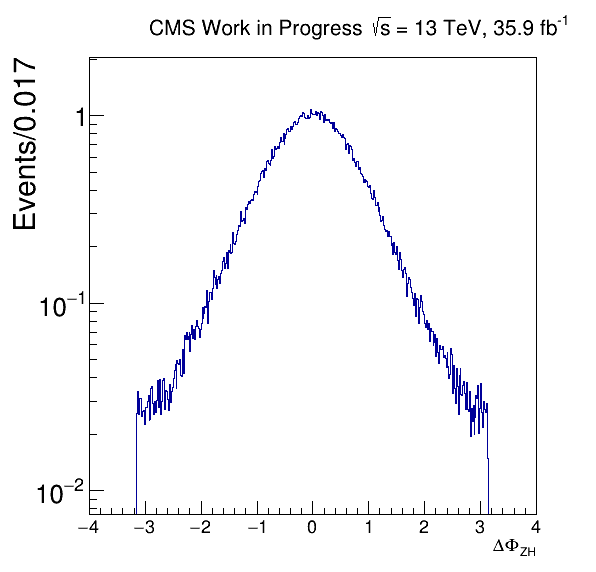 CMS Work in Progress √s = 13 TeV, 35.9 fb⁻¹
Events/0.017
1
10⁻¹
10⁻²
−4 −3 −2 −1 0 1 2 3 4
ΔΦ_ZH